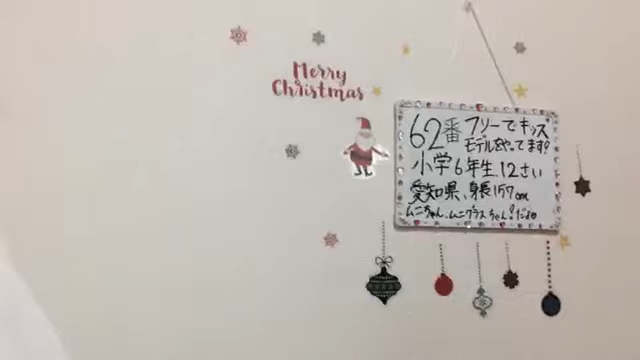 Merry
Christmas
62番 フリーでキッズ
モデルをやってます!
小学6年生、12さい
愛知県、身長157cm